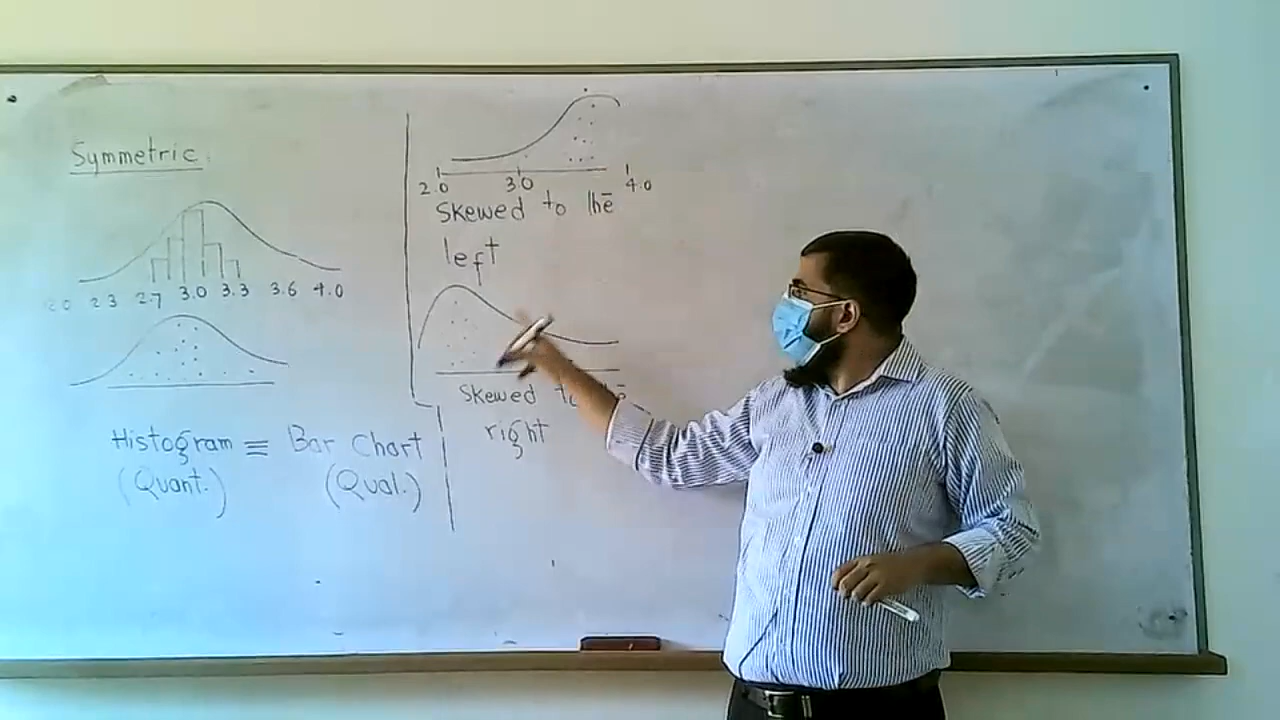 Symmetric
2.0 2.3 2.7 3.0 3.3 3.6 4.0
Histogram ≡ Bar Chart
(Quant.) (Qual.)
2.0 3.0 4.0
Skewed to the
left
Skewed
right